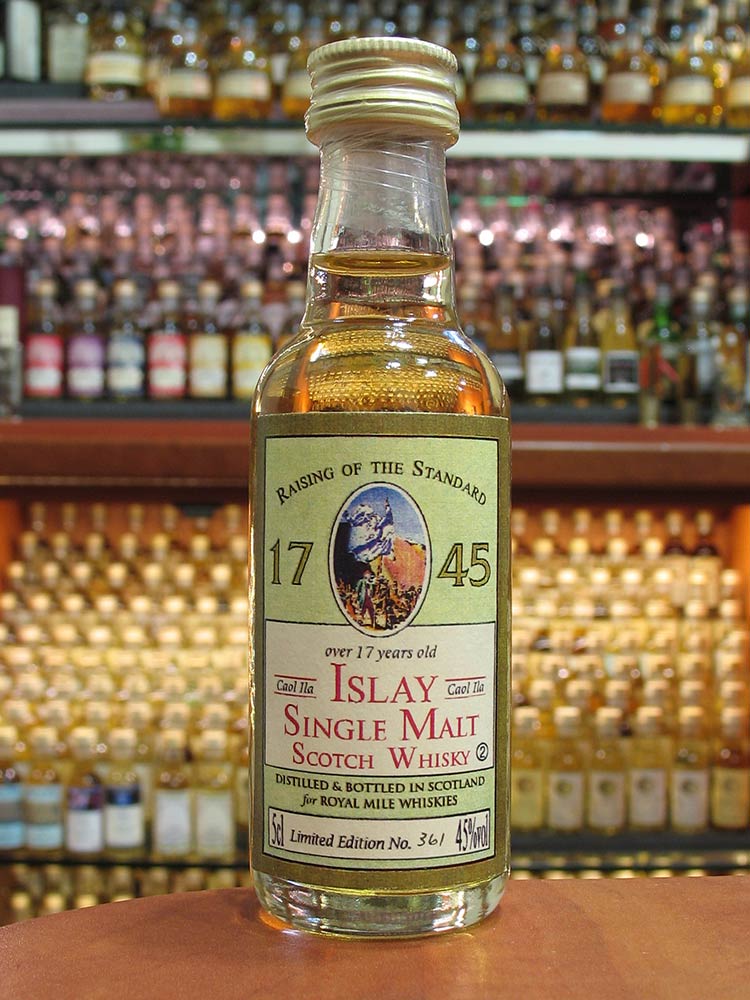 RAISING OF THE STANDARD
17 45
over 17 years old
Caol Ila ISLAY Caol Ila
SINGLE MALT
SCOTCH WHISKY ②
DISTILLED & BOTTLED IN SCOTLAND
for ROYAL MILE WHISKIES
5cl Limited Edition No. 361 45%vol